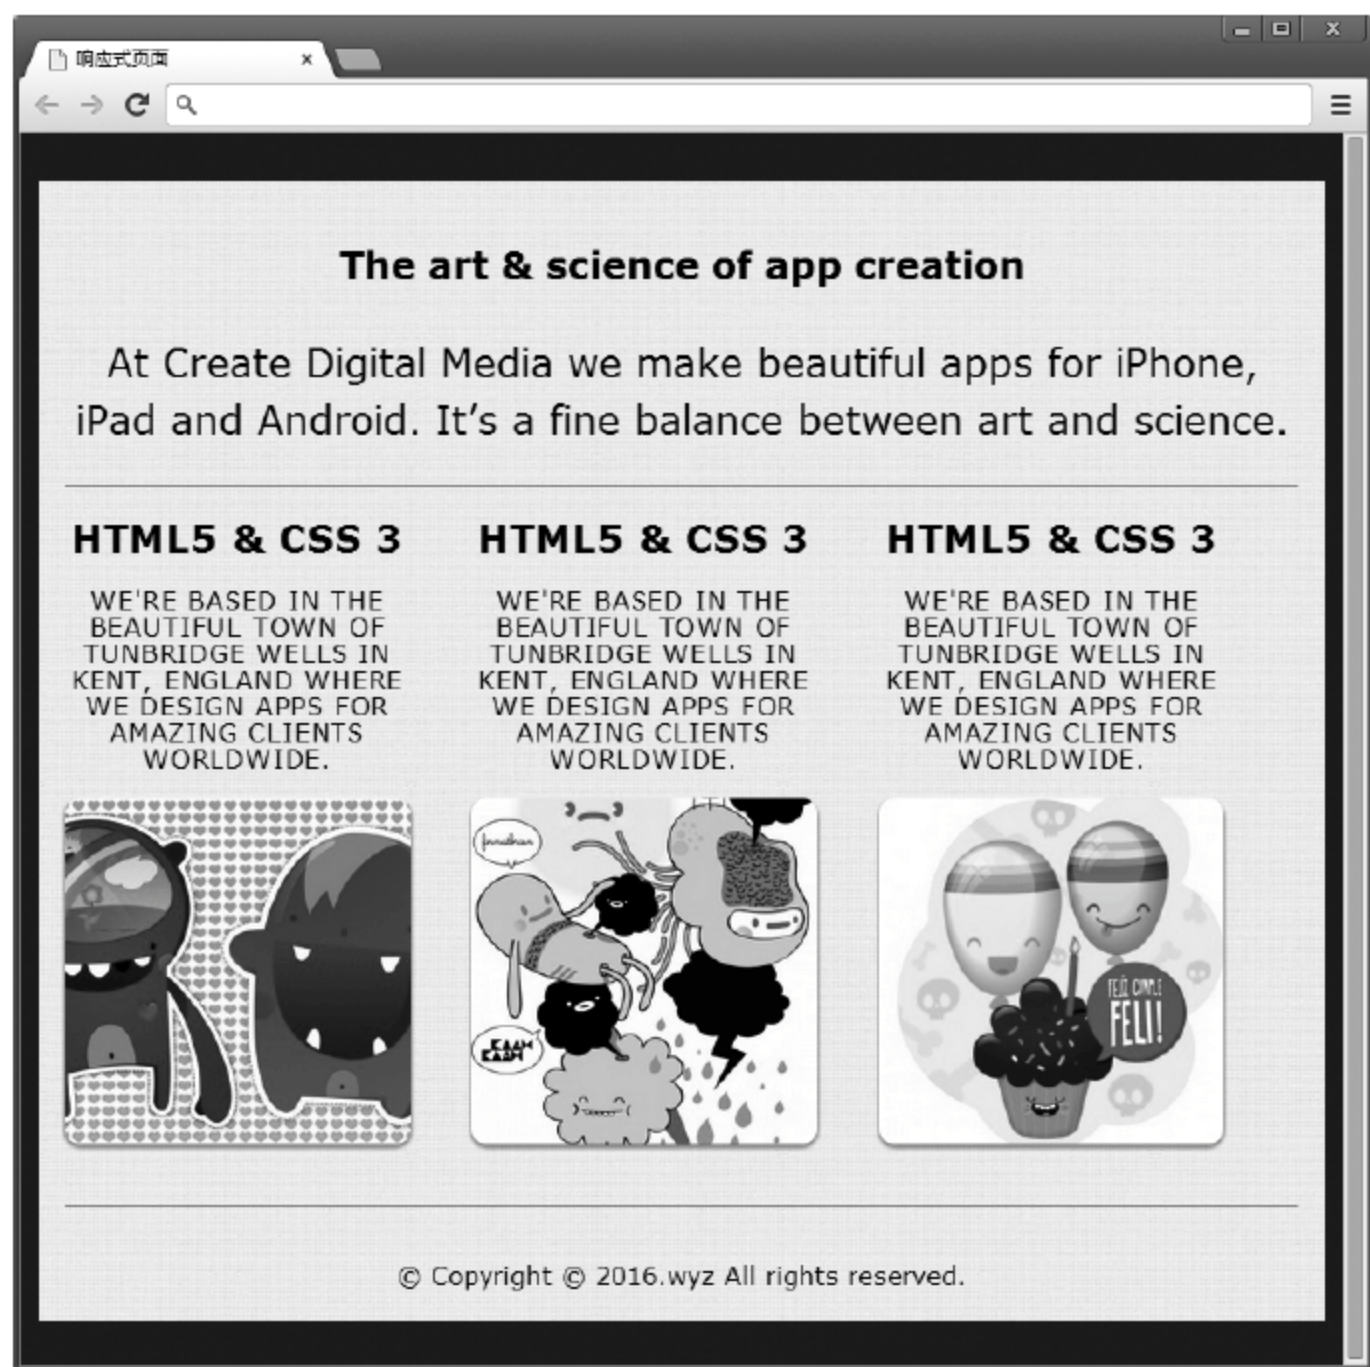 响应式页面
The art & science of app creation
At Create Digital Media we make beautiful apps for iPhone,
iPad and Android. It’s a fine balance between art and science.
HTML5 & CSS 3
WE'RE BASED IN THE
BEAUTIFUL TOWN OF
TUNBRIDGE WELLS IN
KENT, ENGLAND WHERE
WE DESIGN APPS FOR
AMAZING CLIENTS
WORLDWIDE.
HTML5 & CSS 3
WE'RE BASED IN THE
BEAUTIFUL TOWN OF
TUNBRIDGE WELLS IN
KENT, ENGLAND WHERE
WE DESIGN APPS FOR
AMAZING CLIENTS
WORLDWIDE.
Jonathan
KAAM
KAAM
HTML5 & CSS 3
WE'RE BASED IN THE
BEAUTIFUL TOWN OF
TUNBRIDGE WELLS IN
KENT, ENGLAND WHERE
WE DESIGN APPS FOR
AMAZING CLIENTS
WORLDWIDE.
FELÍZ CUMPLE
FELI!
© Copyright © 2016.wyz All rights reserved.